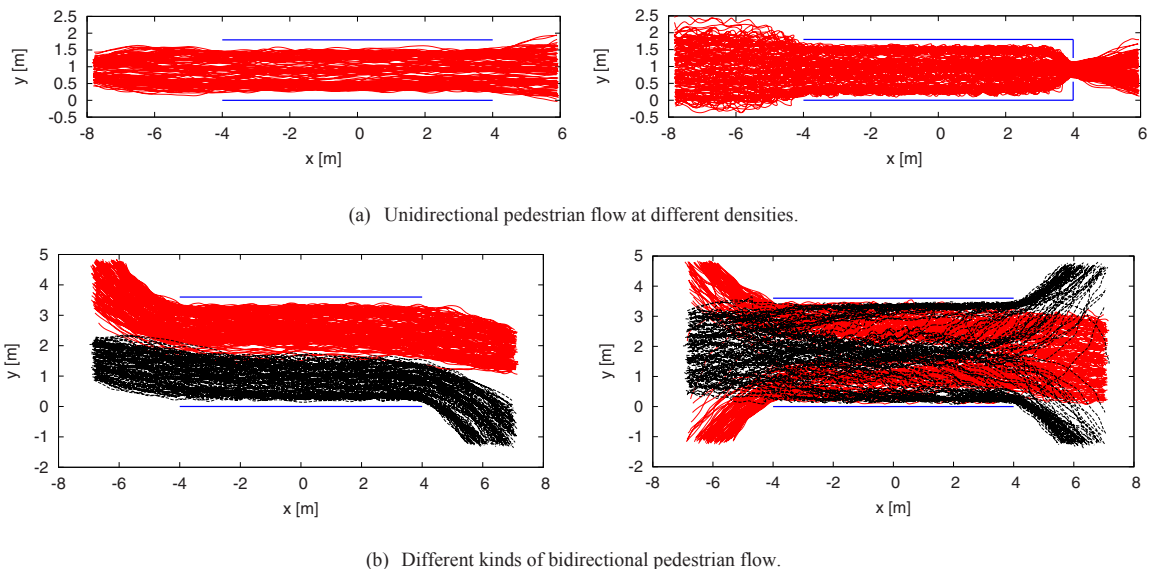 2.5
2
1.5
1
0.5
0
-0.5
y [m]
-8 -6 -4 -2 0 2 4 6
x [m]
2.5
2
1.5
1
0.5
0
-0.5
y [m]
-8 -6 -4 -2 0 2 4 6
x [m]
(a) Unidirectional pedestrian flow at different densities.
5
4
3
2
1
0
-1
-2
y [m]
-8 -6 -4 -2 0 2 4 6 8
x [m]
5
4
3
2
1
0
-1
-2
y [m]
-8 -6 -4 -2 0 2 4 6 8
x [m]
(b) Different kinds of bidirectional pedestrian flow.